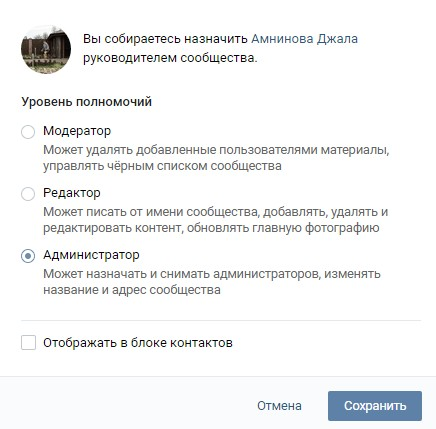 Вы собираетесь назначить Амнинова Джала
руководителем сообщества.
Уровень полномочий
Модератор
Может удалять добавленные пользователями материалы,
управлять чёрным списком сообщества
Редактор
Может писать от имени сообщества, добавлять, удалять и
редактировать контент, обновлять главную фотографию
Администратор
Может назначать и снимать администраторов, изменять
название и адрес сообщества
Отображать в блоке контактов
Отмена
Сохранить